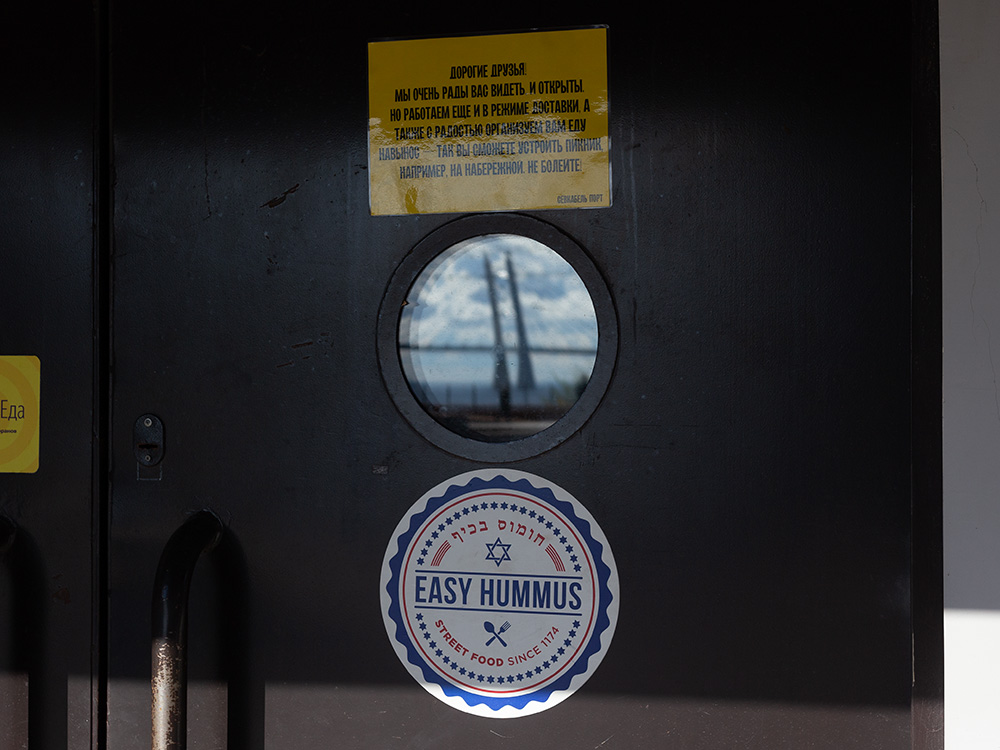 ДОРОГИЕ ДРУЗЬЯ!
МЫ ОЧЕНЬ РАДЫ ВАС ВИДЕТЬ, И ОТКРЫТЫ,
НО РАБОТАЕМ ЕЩЕ И В РЕЖИМЕ ДОСТАВКИ, А
ТАКЖЕ С РАДОСТЬЮ ОРГАНИЗУЕМ ВАМ ЕДУ
НАВЫНОС — ТАК ВЫ СМОЖЕТЕ УСТРОИТЬ ПИКНИК,
НАПРИМЕР, НА НАБЕРЕЖНОЙ. НЕ БОЛЕЙТЕ!
СЕВКАБЕЛЬ ПОРТ
Еда
חומוס בכיף
EASY HUMMUS
STREET FOOD SINCE 1174